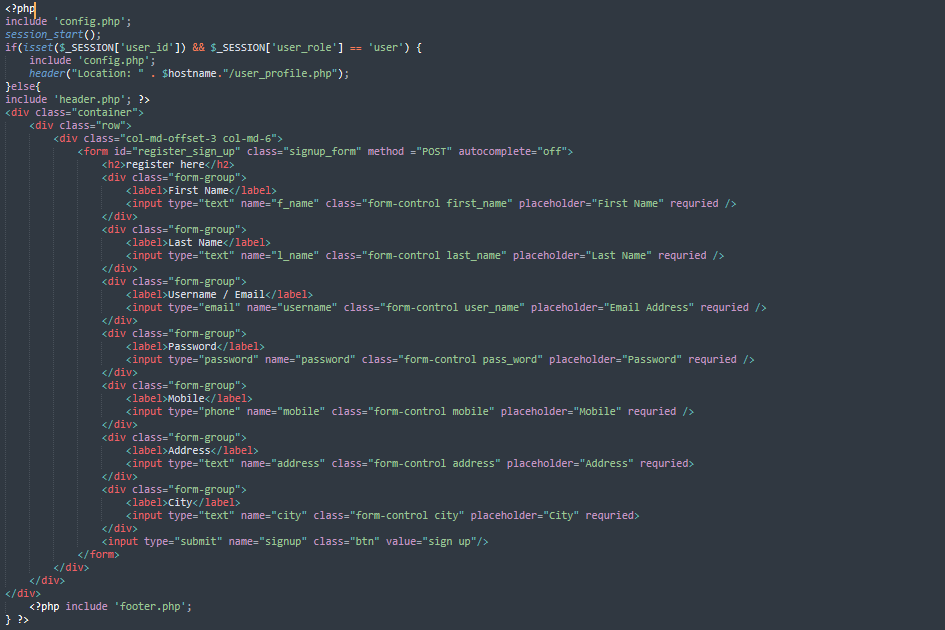 <?php
include 'config.php';
session_start();
if(isset($_SESSION['user_id']) && $_SESSION['user_role'] == 'user') {
    include 'config.php';
    header("Location: " . $hostname."/user_profile.php");
}else{
include 'header.php'; ?>
<div class="container">
    <div class="row">
        <div class="col-md-offset-3 col-md-6">
            <form id="register_sign_up" class="signup_form" method ="POST" autocomplete="off">
                <h2>register here</h2>
                <div class="form-group">
                    <label>First Name</label>
                    <input type="text" name="f_name" class="form-control first_name" placeholder="First Name" requried />
                </div>
                <div class="form-group">
                    <label>Last Name</label>
                    <input type="text" name="l_name" class="form-control last_name" placeholder="Last Name" requried />
                </div>
                <div class="form-group">
                    <label>Username / Email</label>
                    <input type="email" name="username" class="form-control user_name" placeholder="Email Address" requried />
                </div>
                <div class="form-group">
                    <label>Password</label>
                    <input type="password" name="password" class="form-control pass_word" placeholder="Password" requried />
                </div>
                <div class="form-group">
                    <label>Mobile</label>
                    <input type="phone" name="mobile" class="form-control mobile" placeholder="Mobile" requried />
                </div>
                <div class="form-group">
                    <label>Address</label>
                    <input type="text" name="address" class="form-control address" placeholder="Address" requried>
                </div>
                <div class="form-group">
                    <label>City</label>
                    <input type="text" name="city" class="form-control city" placeholder="City" requried>
                </div>
                <input type="submit" name="signup" class="btn" value="sign up"/>
            </form>
        </div>
    </div>
</div>
    <?php include 'footer.php';
} ?>